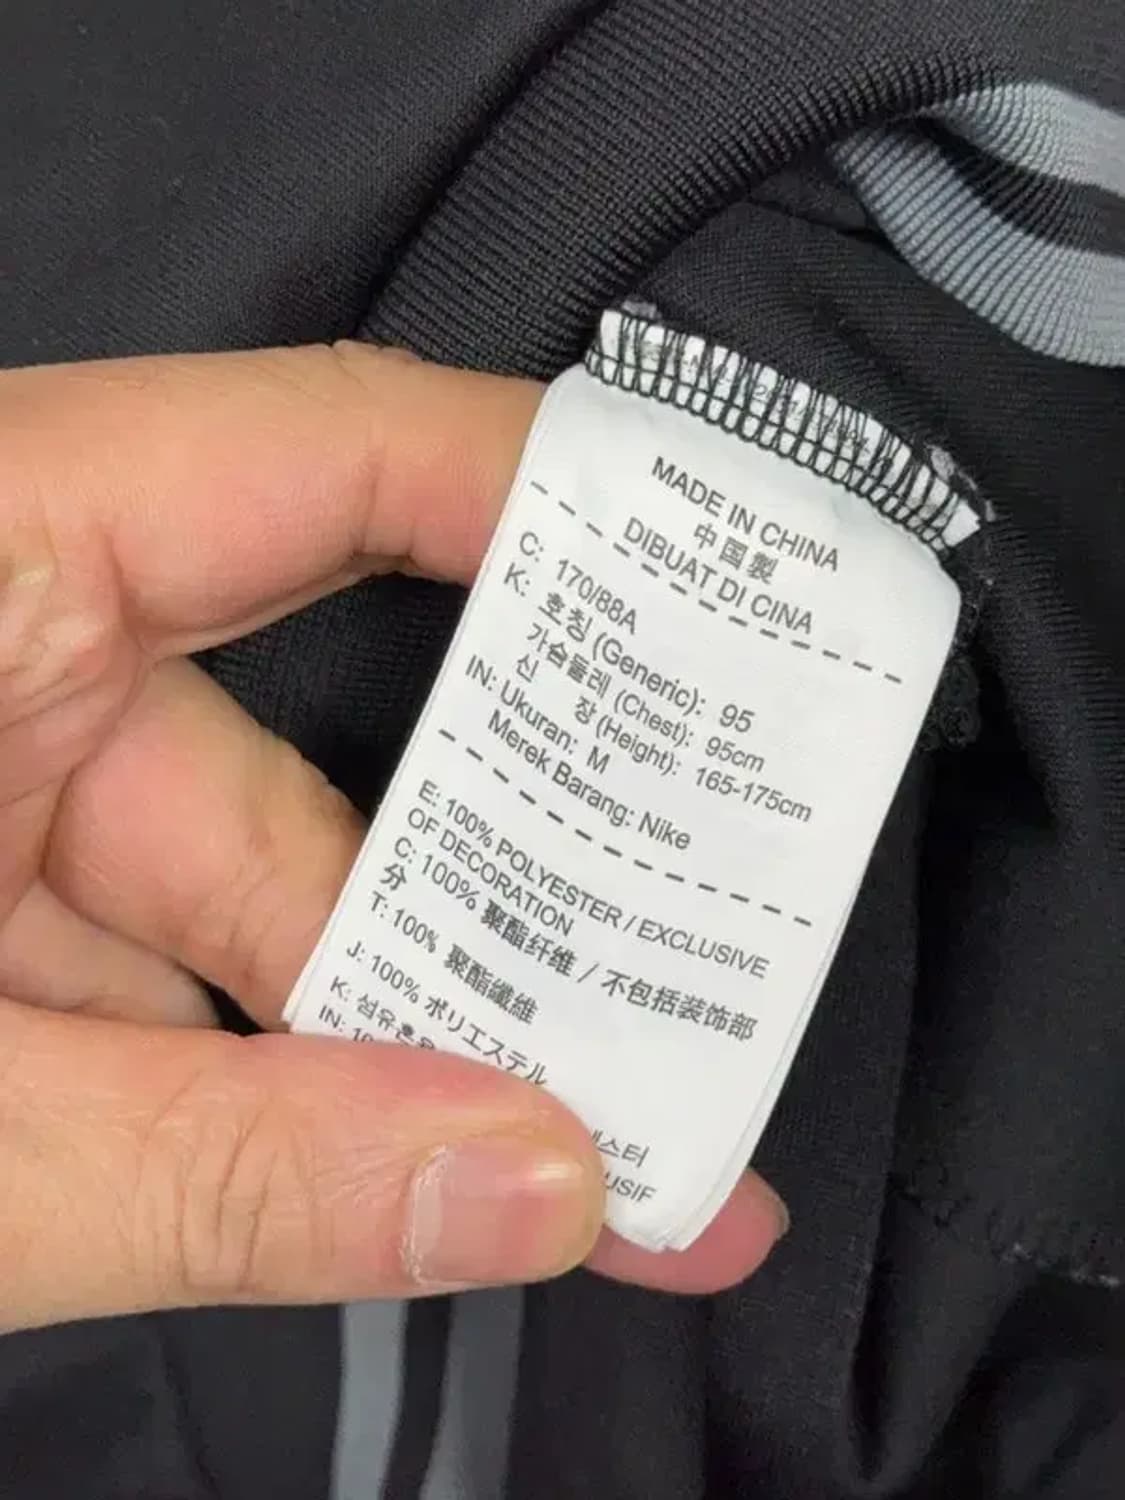 MADE IN CHINA
中国製
DIBUAT DI CINA
C: 170/88A
K: 호칭 (Generic): 95
가슴둘레 (Chest): 95cm
신 장 (Height): 165-175cm
IN: Ukuran: M
Merek Barang: Nike
E: 100% POLYESTER / EXCLUSIVE
OF DECORATION
C: 100% 聚酯纤维 / 不包括装饰部
分
T: 100% 聚酯纖維
J: 100% ポリエステル
K: 섬유
IN: